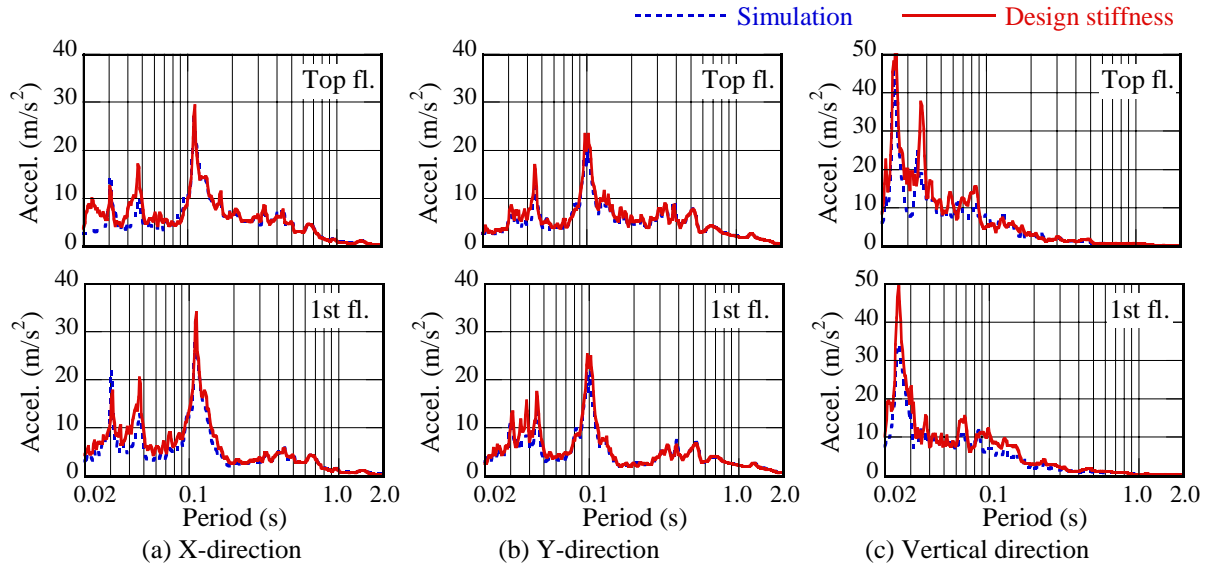 Simulation Design stiffness
40
30
20
10
0
Accel. (m/s²)
Top fl.
40
30
20
10
0
Accel. (m/s²)
Top fl.
50
40
30
20
10
0
Accel. (m/s²)
Top fl.
40
30
20
10
0
Accel. (m/s²)
1st fl.
0.02 0.1 1.0 2.0
Period (s)
(a) X-direction
40
30
20
10
0
Accel. (m/s²)
1st fl.
0.02 0.1 1.0 2.0
Period (s)
(b) Y-direction
50
40
30
20
10
0
Accel. (m/s²)
1st fl.
0.02 0.1 1.0 2.0
Period (s)
(c) Vertical direction